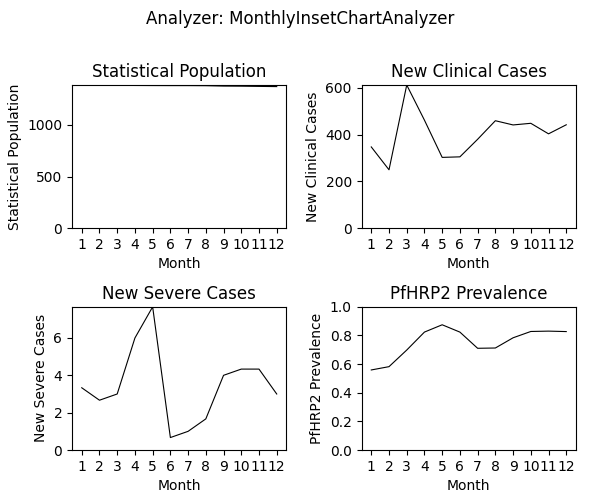 Analyzer: MonthlyInsetChartAnalyzer
Statistical Population
Statistical Population
1000
500
0
1 2 3 4 5 6 7 8 9 10 11 12
Month
New Clinical Cases
New Clinical Cases
600
400
200
0
1 2 3 4 5 6 7 8 9 10 11 12
Month
New Severe Cases
New Severe Cases
6
4
2
0
1 2 3 4 5 6 7 8 9 10 11 12
Month
PfHRP2 Prevalence
PfHRP2 Prevalence
1.0
0.8
0.6
0.4
0.2
0.0
1 2 3 4 5 6 7 8 9 10 11 12
Month